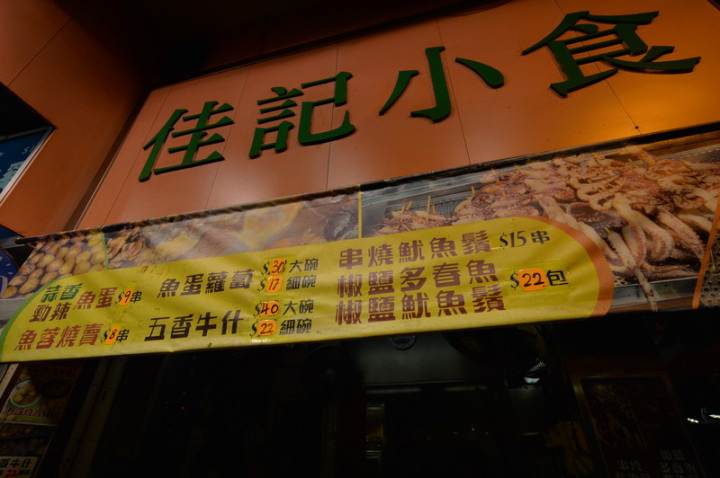 佳記小食
蒜香
勁辣魚蛋 $9串
魚蓉燒賣 $8串
魚蛋蘿蔔 $30大碗
$17細碗
五香牛什 $40大碗
$22細碗
串燒魷魚鬚 $15串
椒鹽多春魚
椒鹽魷魚鬚
$22包